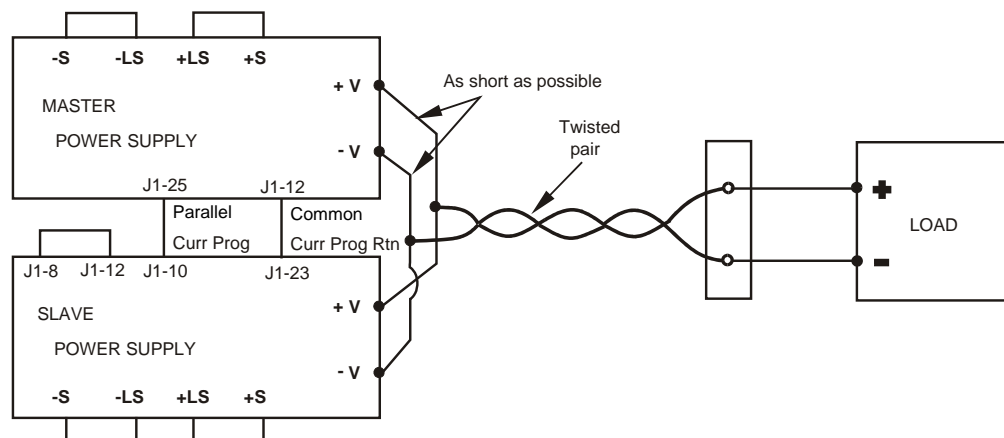 -S -LS +LS +S
+ V
As short as possible
MASTER
POWER SUPPLY
- V
Twisted
pair
J1-25 J1-12
Parallel Common
Curr Prog Curr Prog Rtn
+
LOAD
-
J1-8 J1-12 J1-10 J1-23
SLAVE
+ V
POWER SUPPLY
- V
-S -LS +LS +S